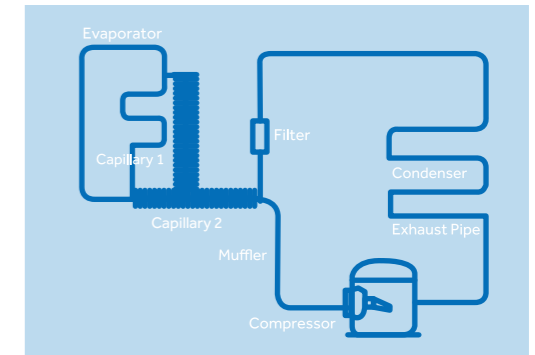 Evaporator
Filter
Capillary 1
Condenser
Capillary 2
Exhaust Pipe
Muffler
Compressor